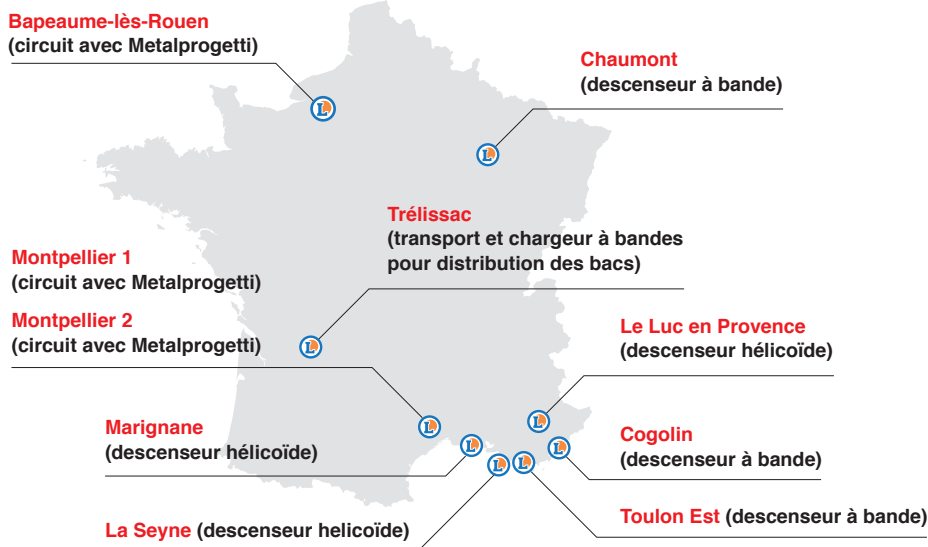 Bapeaume-lès-Rouen
(circuit avec Metalprogetti)
Chaumont
(descenseur à bande)
Trélissac
(transport et chargeur à bandes
pour distribution des bacs)
Montpellier 1
(circuit avec Metalprogetti)
Montpellier 2
(circuit avec Metalprogetti)
Le Luc en Provence
(descenseur hélicoïde)
Marignane
(descenseur hélicoïde)
Cogolin
(descenseur à bande)
La Seyne (descenseur helicoïde)
Toulon Est (descenseur à bande)
L
L
L
L
L
L
L
L
L